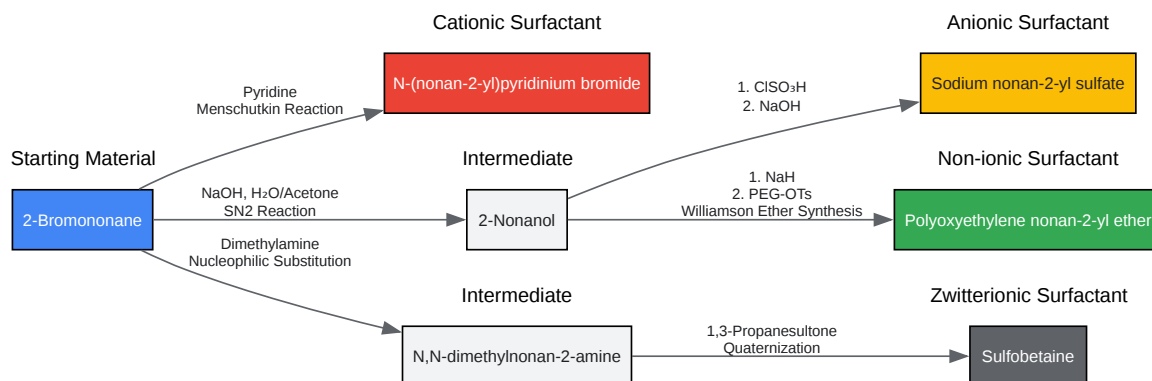 Cationic Surfactant
Anionic Surfactant
N-(nonan-2-yl)pyridinium bromide
Sodium nonan-2-yl sulfate
Pyridine
Menschutkin Reaction
1. ClSO₃H
2. NaOH
Starting Material
Intermediate
Non-ionic Surfactant
2-Bromononane
NaOH, H₂O/Acetone
SN2 Reaction
2-Nonanol
1. NaH
2. PEG-OTs
Williamson Ether Synthesis
Polyoxyethylene nonan-2-yl ether
Dimethylamine
Nucleophilic Substitution
Intermediate
Zwitterionic Surfactant
N,N-dimethylnonan-2-amine
1,3-Propanesultone
Quaternization
Sulfobetaine